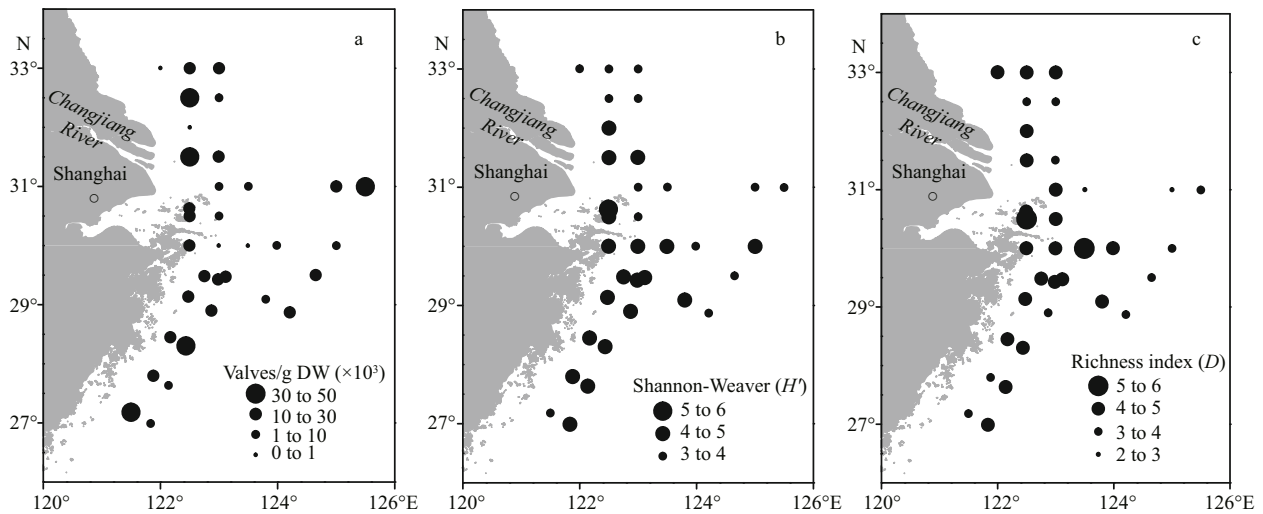 N
a
33°
Changjiang
River
Shanghai
31°
29°
27°
Valves/g DW (×10³)
30 to 50
10 to 30
1 to 10
0 to 1
120
122°
124°
126°E
N
b
33°
Changjiang
River
Shanghai
31°
29°
27°
Shannon-Weaver (H′)
5 to 6
4 to 5
3 to 4
120°
122°
124°
126°
N
c
33°
Changjiang
River
Shanghai
31°
29°
27°
Richness index (D)
5 to 6
4 to 5
3 to 4
2 to 3
120°
122°
124°
126°